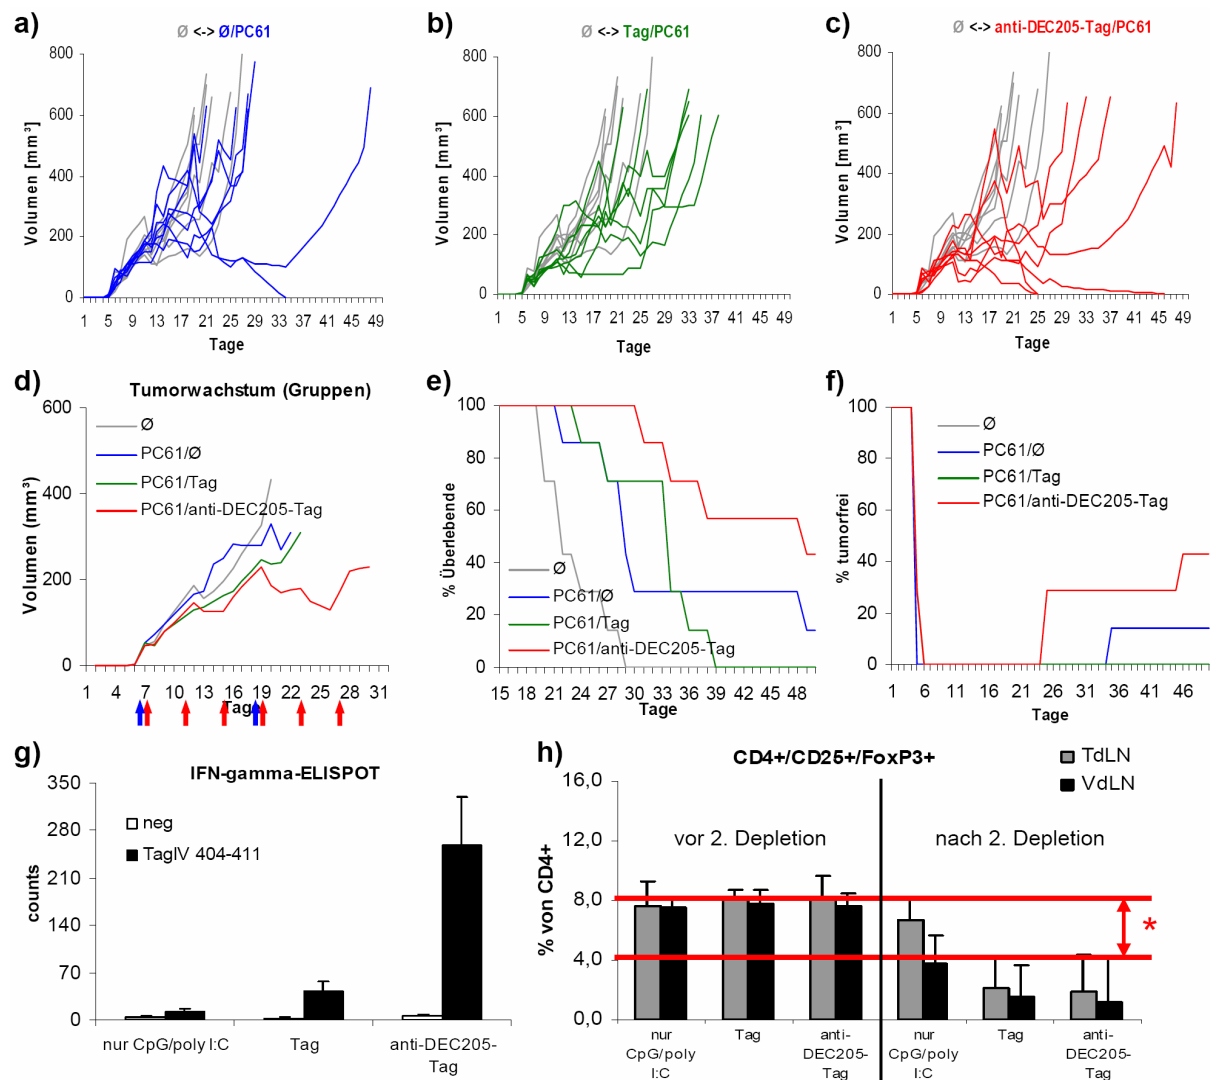 a)
Ø <-> Ø/PC61
Volumen [mm³]
800
600
400
200
0
1 5 9 13 17 21 25 29 33 37 41 45 49
Tage
b)
Ø <-> Tag/PC61
Volumen [mm³]
800
600
400
200
0
1 5 9 13 17 21 25 29 33 37 41 45 49
Tage
c)
Ø <-> anti-DEC205-Tag/PC61
Volumen [mm³]
800
600
400
200
0
1 5 9 13 17 21 25 29 33 37 41 45 49
Tage
d)
Tumorwachstum (Gruppen)
Volumen (mm³)
600
400
200
0
Ø
PC61/Ø
PC61/Tag
PC61/anti-DEC205-Tag
1 4 7 10 13 16 19 22 25 28 31
Tage
e)
% Überlebende
100
80
60
40
20
0
Ø
PC61/Ø
PC61/Tag
PC61/anti-DEC205-Tag
15 18 21 24 27 30 33 36 39 42 45 48
Tage
f)
% tumorfrei
100
80
60
40
20
0
Ø
PC61/Ø
PC61/Tag
PC61/anti-DEC205-Tag
1 6 11 16 21 26 31 36 41 46
Tage
g)
IFN-gamma-ELISPOT
counts
350
280
210
140
70
0
neg
TagIV 404-411
nur CpG/poly I:C
Tag
anti-DEC205-
Tag
h)
CD4+/CD25+/FoxP3+
TdLN
VdLN
% von CD4+
16,0
12,0
8,0
4,0
0,0
vor 2. Depletion
nach 2. Depletion
*
nur
CpG/poly
I:C
Tag
anti-
DEC205-
Tag
nur
CpG/poly
I:C
Tag
anti-
DEC205-
Tag